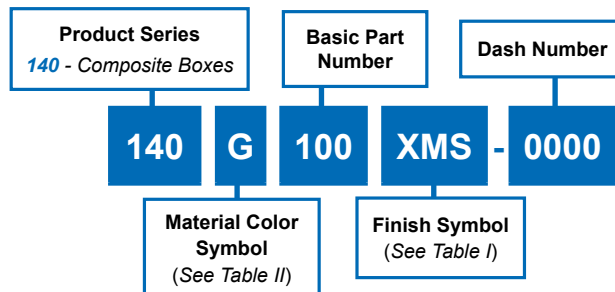 Product Series
140 - Composite Boxes
Basic Part
Number
Dash Number
140 G 100 XMS - 0000
Material Color
Symbol
(See Table II)
Finish Symbol
(See Table I)